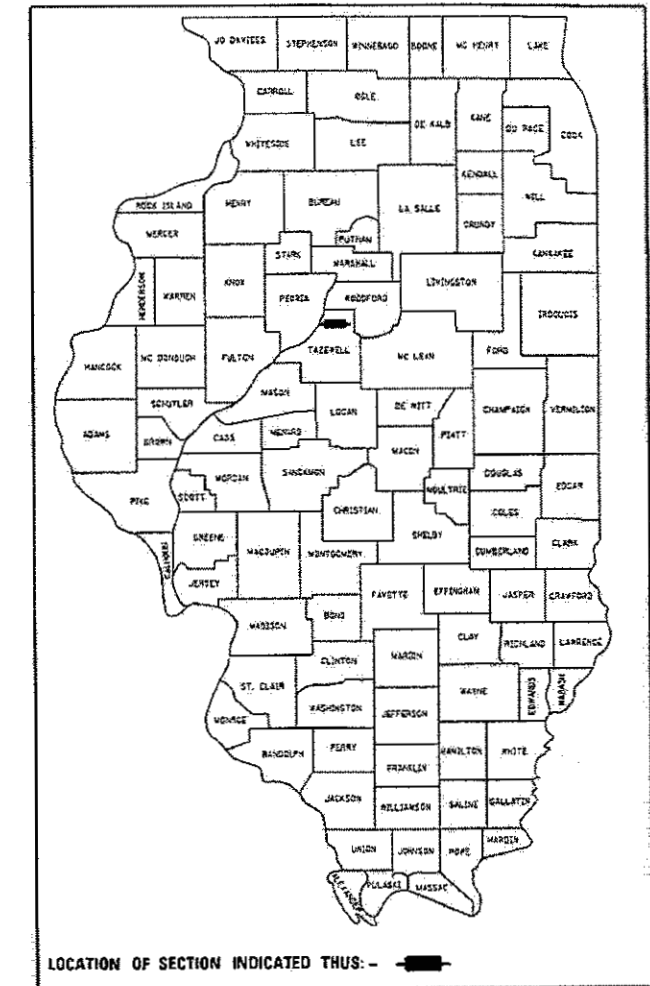 JO DAVIESS STEPHENSON WINNEBAGO BOONE MC HENRY LAKE
CARROLL OGLE DE KALB KANE DU PAGE COOK
WHITESIDE LEE KENDALL
ROCK ISLAND HENRY BUREAU LA SALLE GRUNDY WILL
MERCER PUTNAM KANKAKEE
STARK MARSHALL
HENDERSON WARREN KNOX PEORIA WOODFORD LIVINGSTON IROQUOIS
HANCOCK MC DONOUGH FULTON TAZEWELL MC LEAN FORD
SCHUYLER MASON LOGAN DE WITT CHAMPAIGN VERMILION
ADAMS BROWN CASS MENARD MACON PIATT
PIKE SCOTT MORGAN SANGAMON MOULTRIE DOUGLAS EDGAR
CHRISTIAN COLES
CALHOUN GREENE MACOUPIN MONTGOMERY SHELBY CUMBERLAND CLARK
JERSEY FAYETTE EFFINGHAM JASPER CRAWFORD
MADISON BOND CLAY RICHLAND LAWRENCE
CLINTON MARION
ST. CLAIR WAYNE EDWARDS WABASH
MONROE WASHINGTON JEFFERSON
RANDOLPH PERRY HAMILTON WHITE
FRANKLIN
JACKSON WILLIAMSON SALINE GALLATIN
UNION JOHNSON POPE HARDIN
ALEXANDER PULASKI MASSAC
LOCATION OF SECTION INDICATED THUS:-